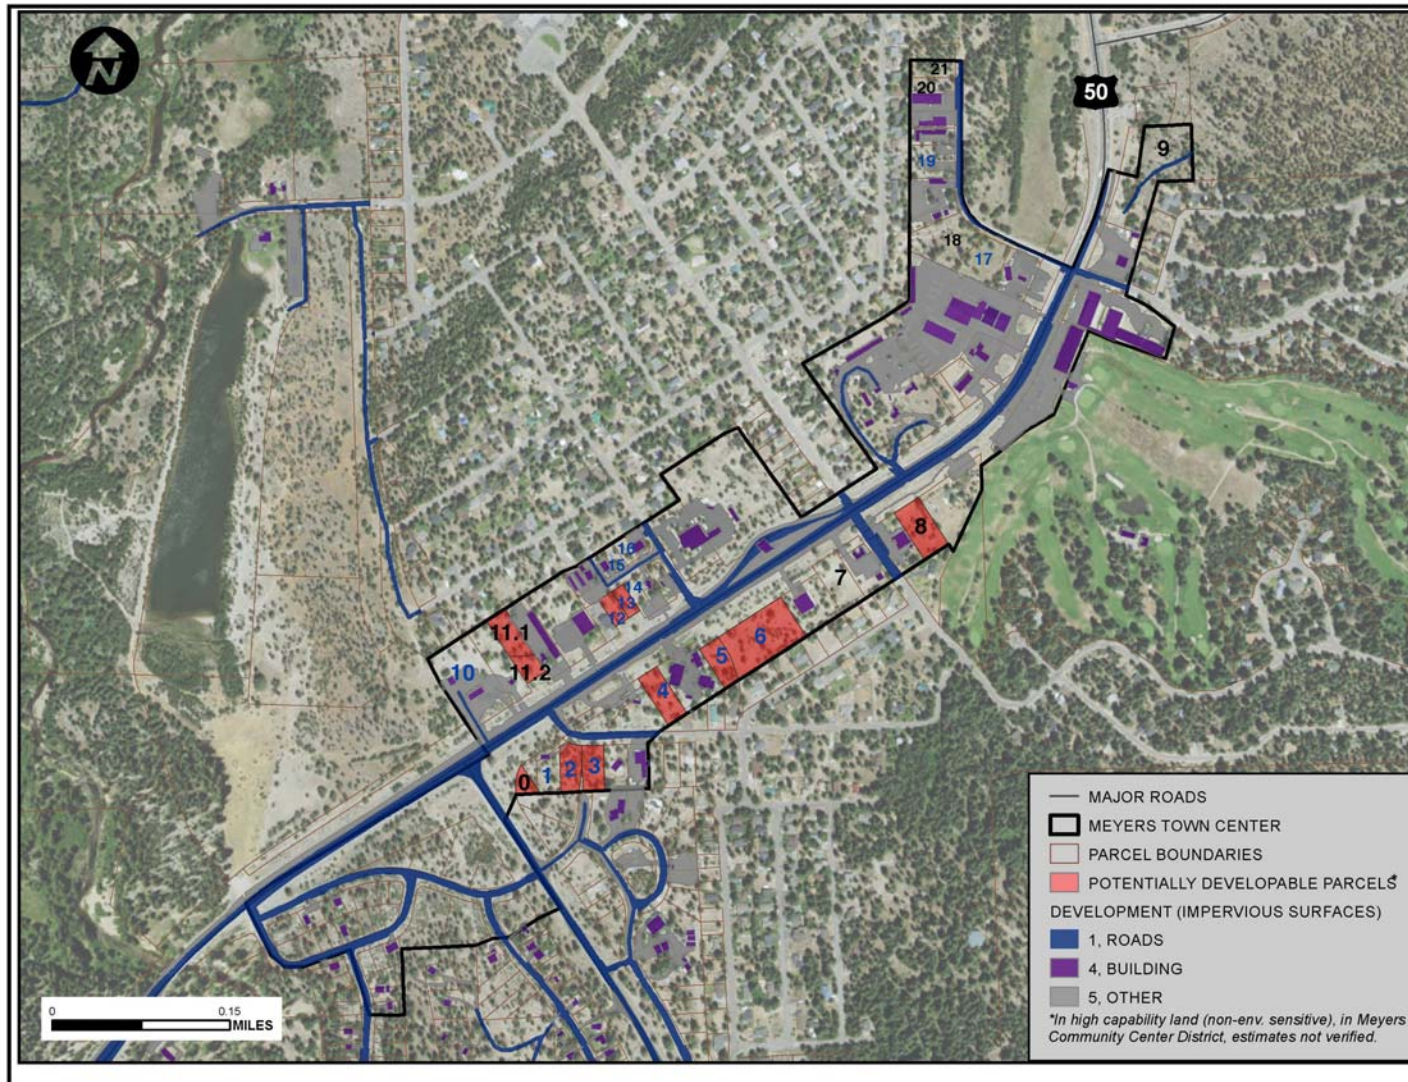 N
50
21
20
19
18
17
9
8
7
16
15
14
13
12
11.1
11.2
10
6
5
4
3
2
1
0
MAJOR ROADS
MEYERS TOWN CENTER
PARCEL BOUNDARIES
POTENTIALLY DEVELOPABLE PARCELS*
DEVELOPMENT (IMPERVIOUS SURFACES)
1, ROADS
4, BUILDING
5, OTHER
*In high capability land (non-env. sensitive), in Meyers
Community Center District, estimates not verified.
0 0.15
MILES